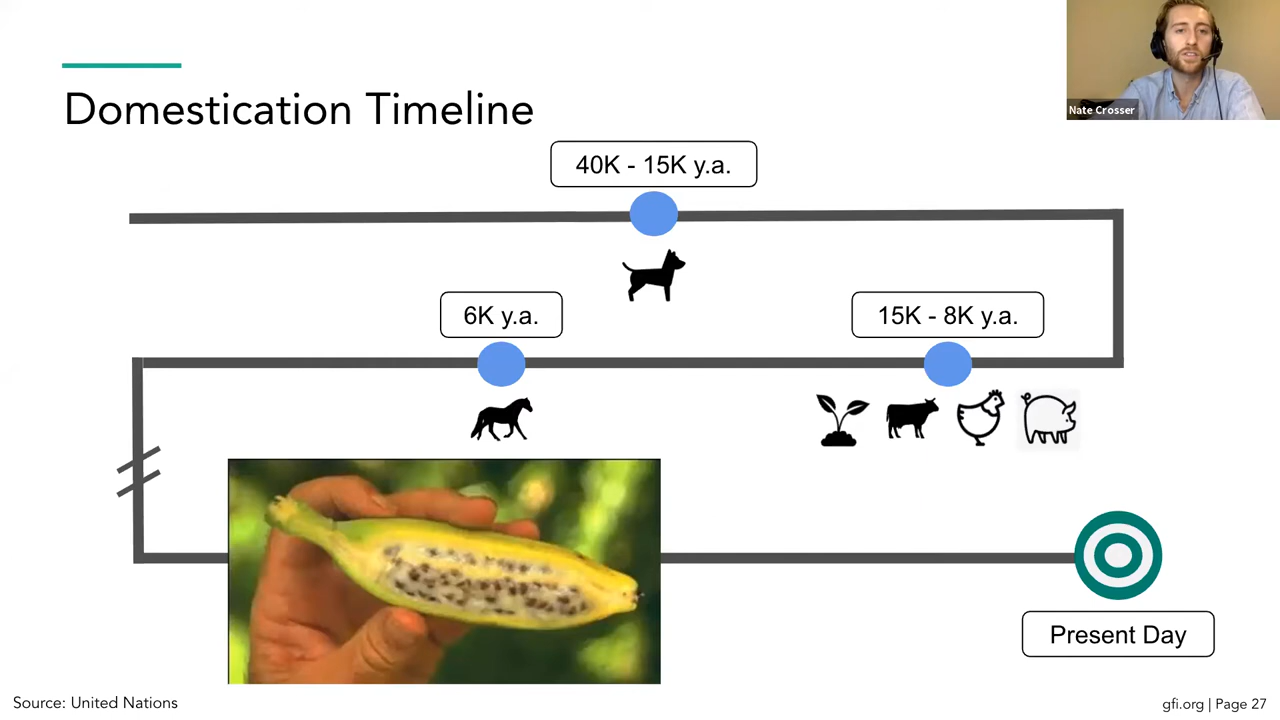 Nate Crosser
Domestication Timeline
40K - 15K y.a.
6K y.a.
15K - 8K y.a.
Present Day
Source: United Nations
gfi.org | Page 27